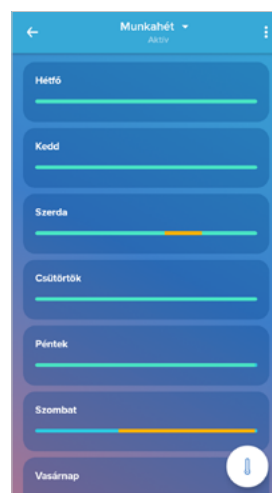 Munkahét
Aktív
Hétfő
Kedd
Szerda
Csütörtök
Péntek
Szombat
Vasárnap